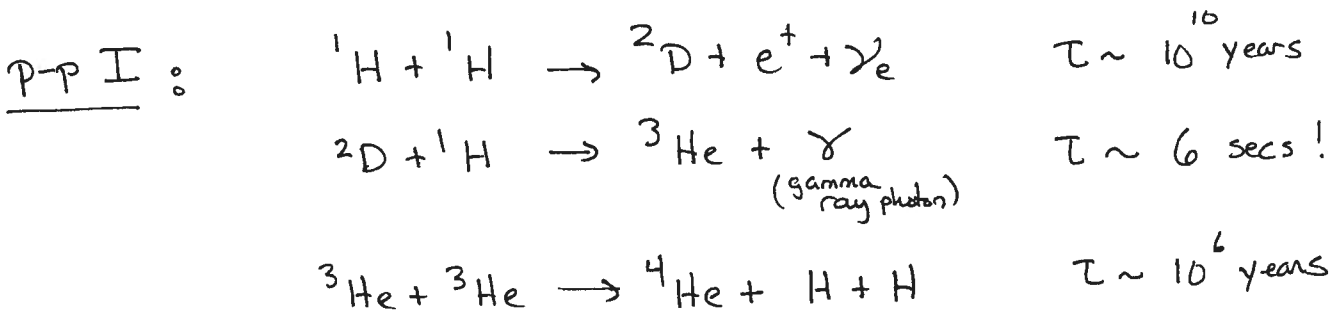 p-p I : ¹H + ¹H → ²D + e⁺ + νₑ τ ~ 10¹⁰ years
²D + ¹H → ³He + γ τ ~ 6 secs !
(gamma ray photon)
³He + ³He → ⁴He + H + H τ ~ 10⁶ years